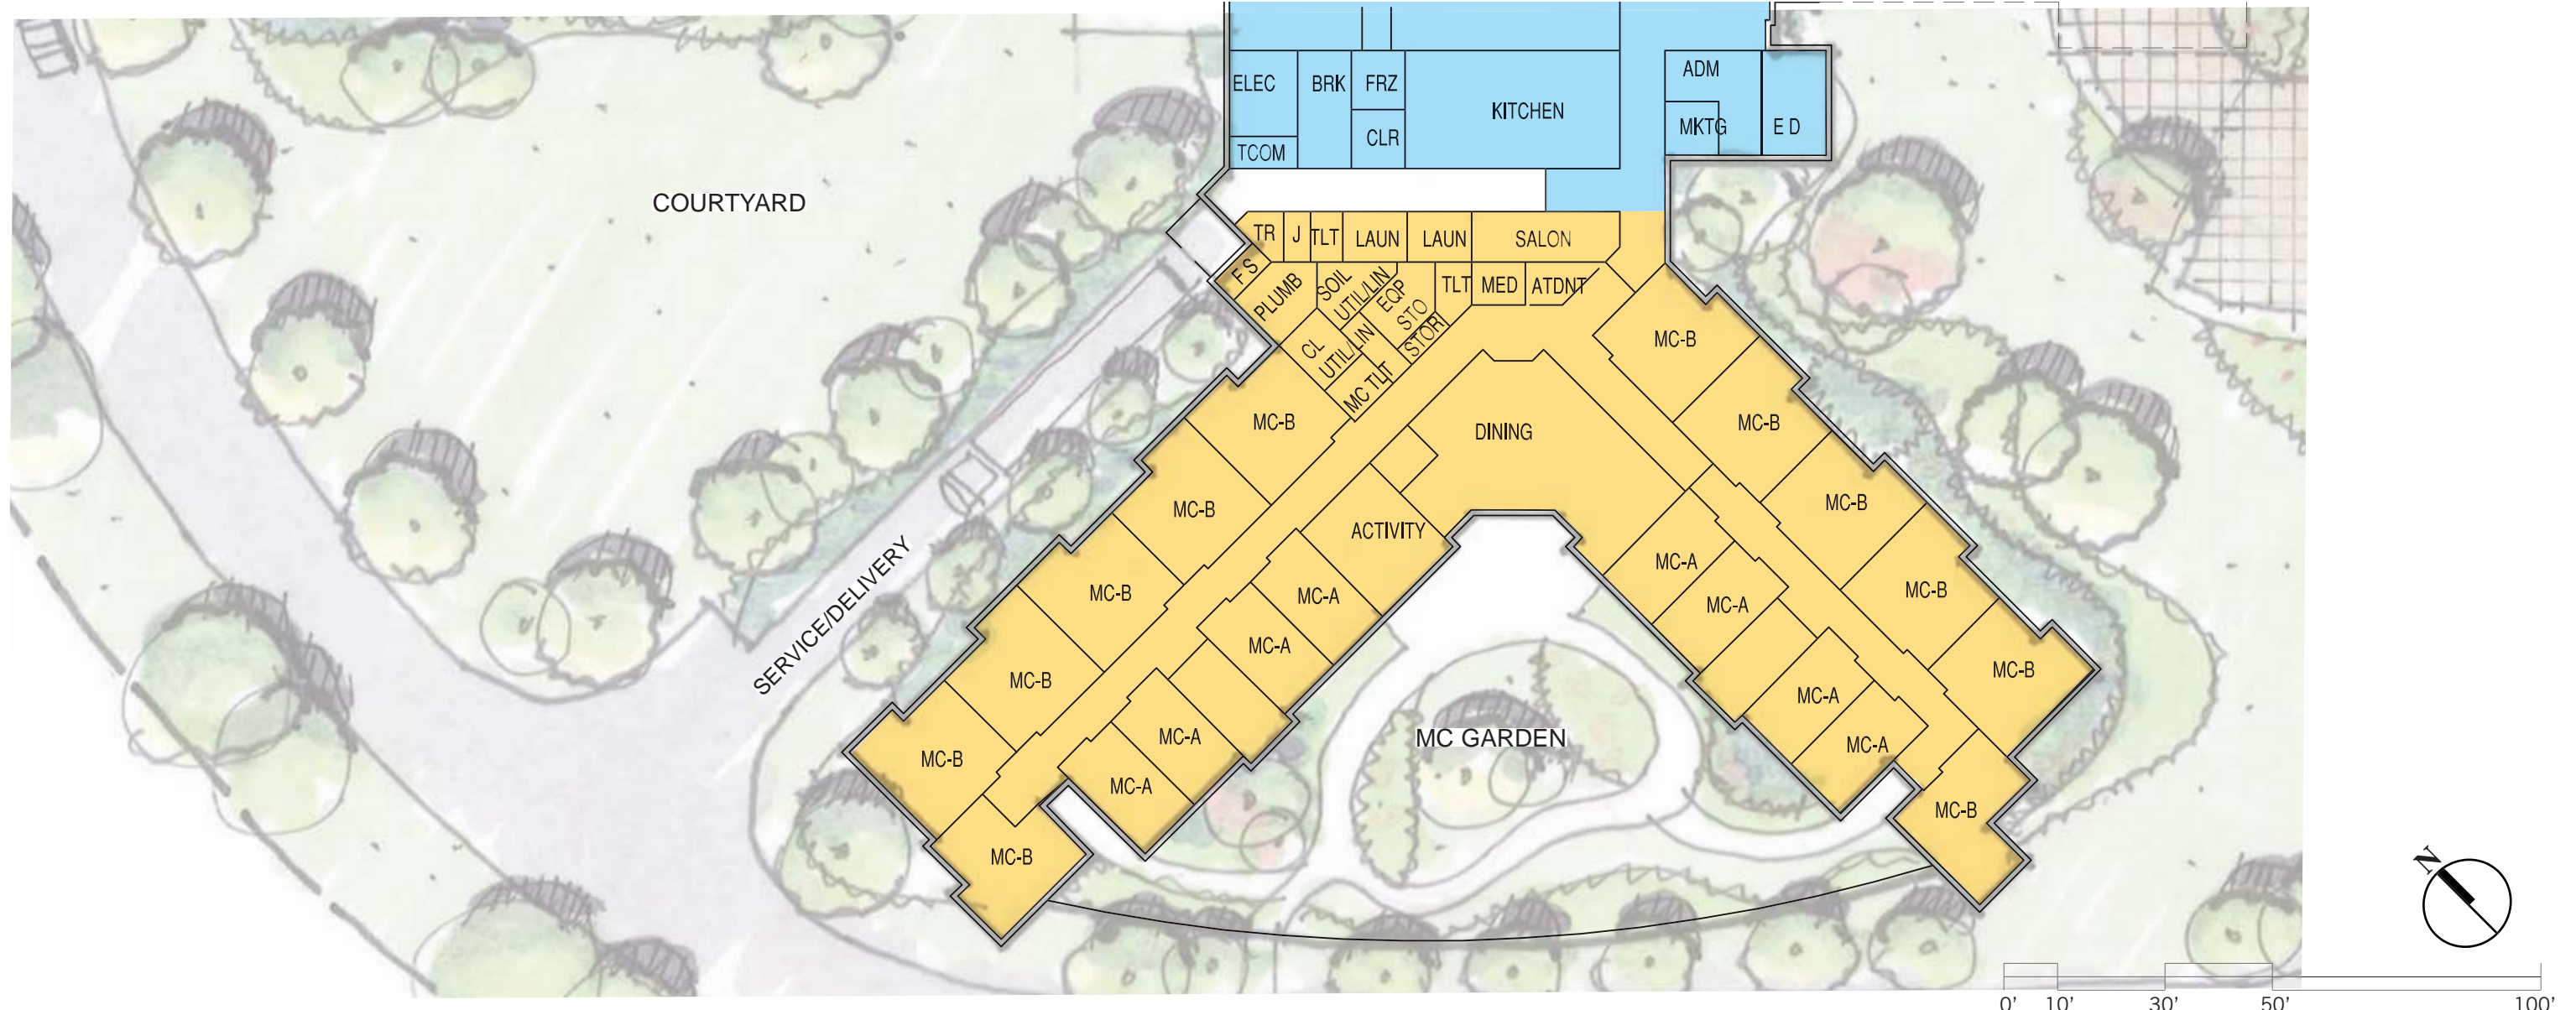 ELEC
BRK
FRZ
KITCHEN
ADM
TCOM
CLR
MKTG
E D
COURTYARD
TR
J
TLT
LAUN
LAUN
SALON
F S
PLUMB
SOIL
UTIL/LIN
EQP
STO
STOR
TLT
MED
ATDNT
CL
UTIL/LIN
MC TLT
MC-B
MC-B
MC-B
MC-B
MC-B
MC-B
DINING
ACTIVITY
MC-A
MC-A
MC-A
MC-A
MC-B
MC-B
MC-B
MC-B
MC-B
MC-A
MC-A
MC-A
MC-A
MC-B
SERVICE/DELIVERY
MC GARDEN
N
0' 10' 30' 50' 100'